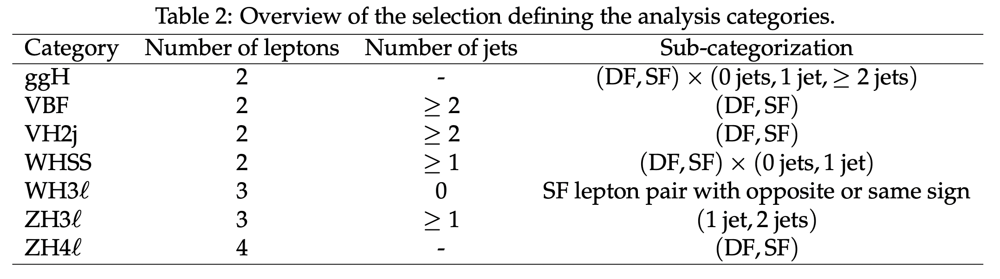 Table 2: Overview of the selection defining the analysis categories.
Category Number of leptons Number of jets Sub-categorization
ggH 2 - (DF, SF) × (0 jets, 1 jet, ≥ 2 jets)
VBF 2 ≥ 2 (DF, SF)
VH2j 2 ≥ 2 (DF, SF)
WHSS 2 ≥ 1 (DF, SF) × (0 jets, 1 jet)
WH3ℓ 3 0 SF lepton pair with opposite or same sign
ZH3ℓ 3 ≥ 1 (1 jet, 2 jets)
ZH4ℓ 4 - (DF, SF)